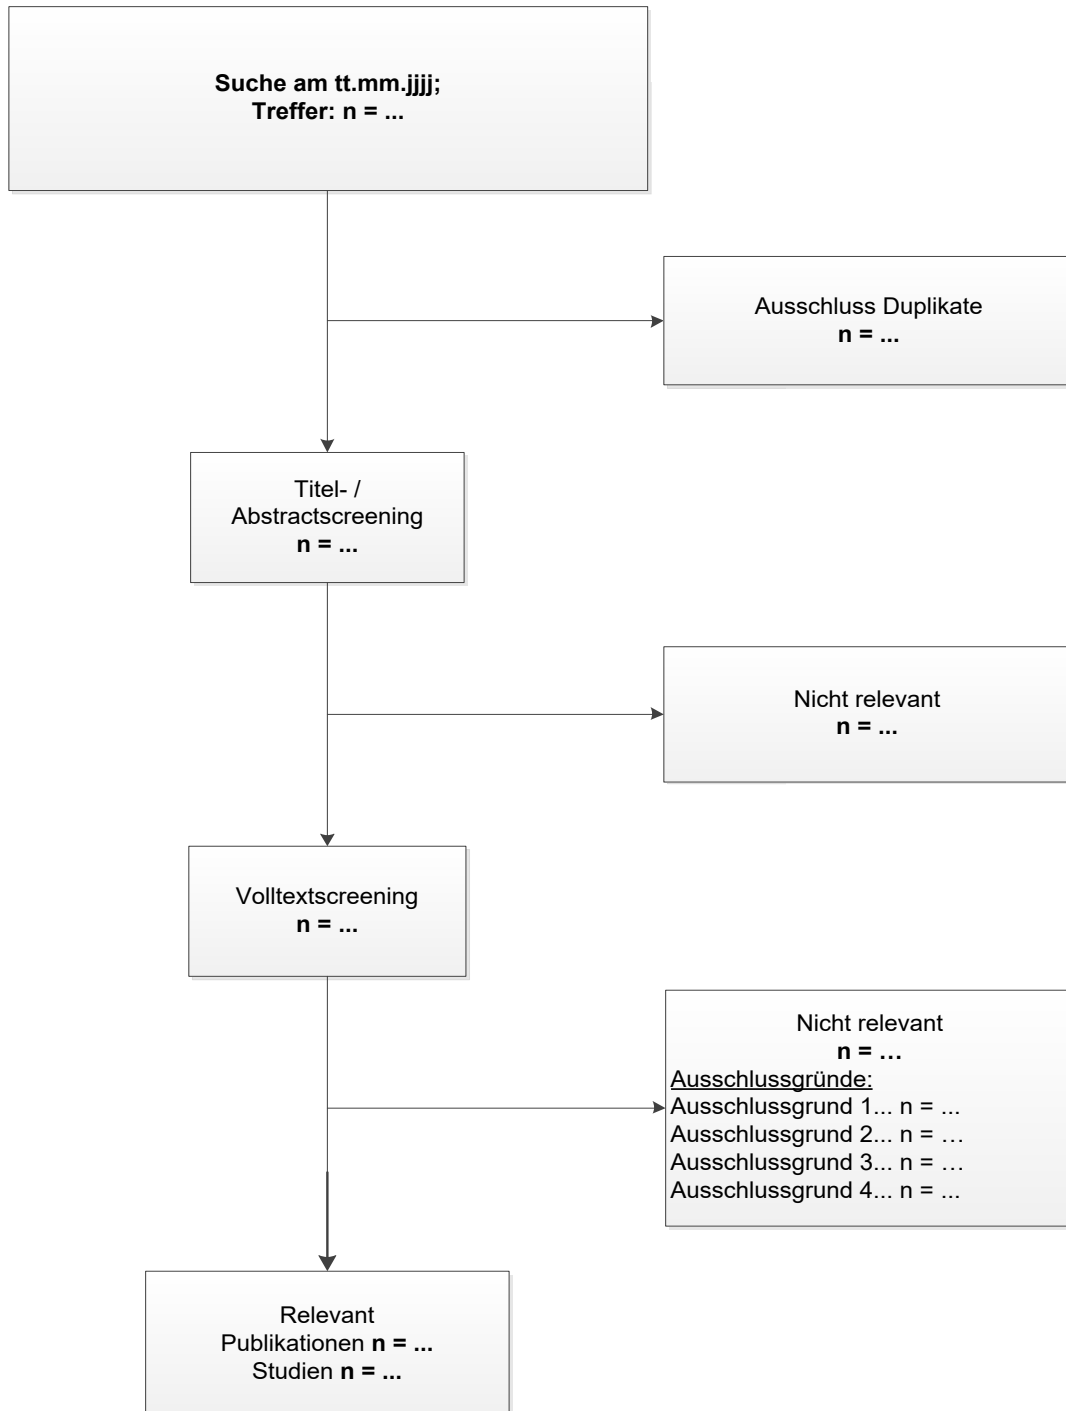 Suche am tt.mm.jjjj;
Treffer: n = ...
Ausschluss Duplikate
n = ...
Titel- /
Abstractscreening
n = ...
Nicht relevant
n = ...
Volltextscreening
n = ...
Nicht relevant
n = …
Ausschlussgründe:
Ausschlussgrund 1... n = ...
Ausschlussgrund 2... n = …
Ausschlussgrund 3... n = …
Ausschlussgrund 4... n = ...
Relevant
Publikationen n = ...
Studien n = ...